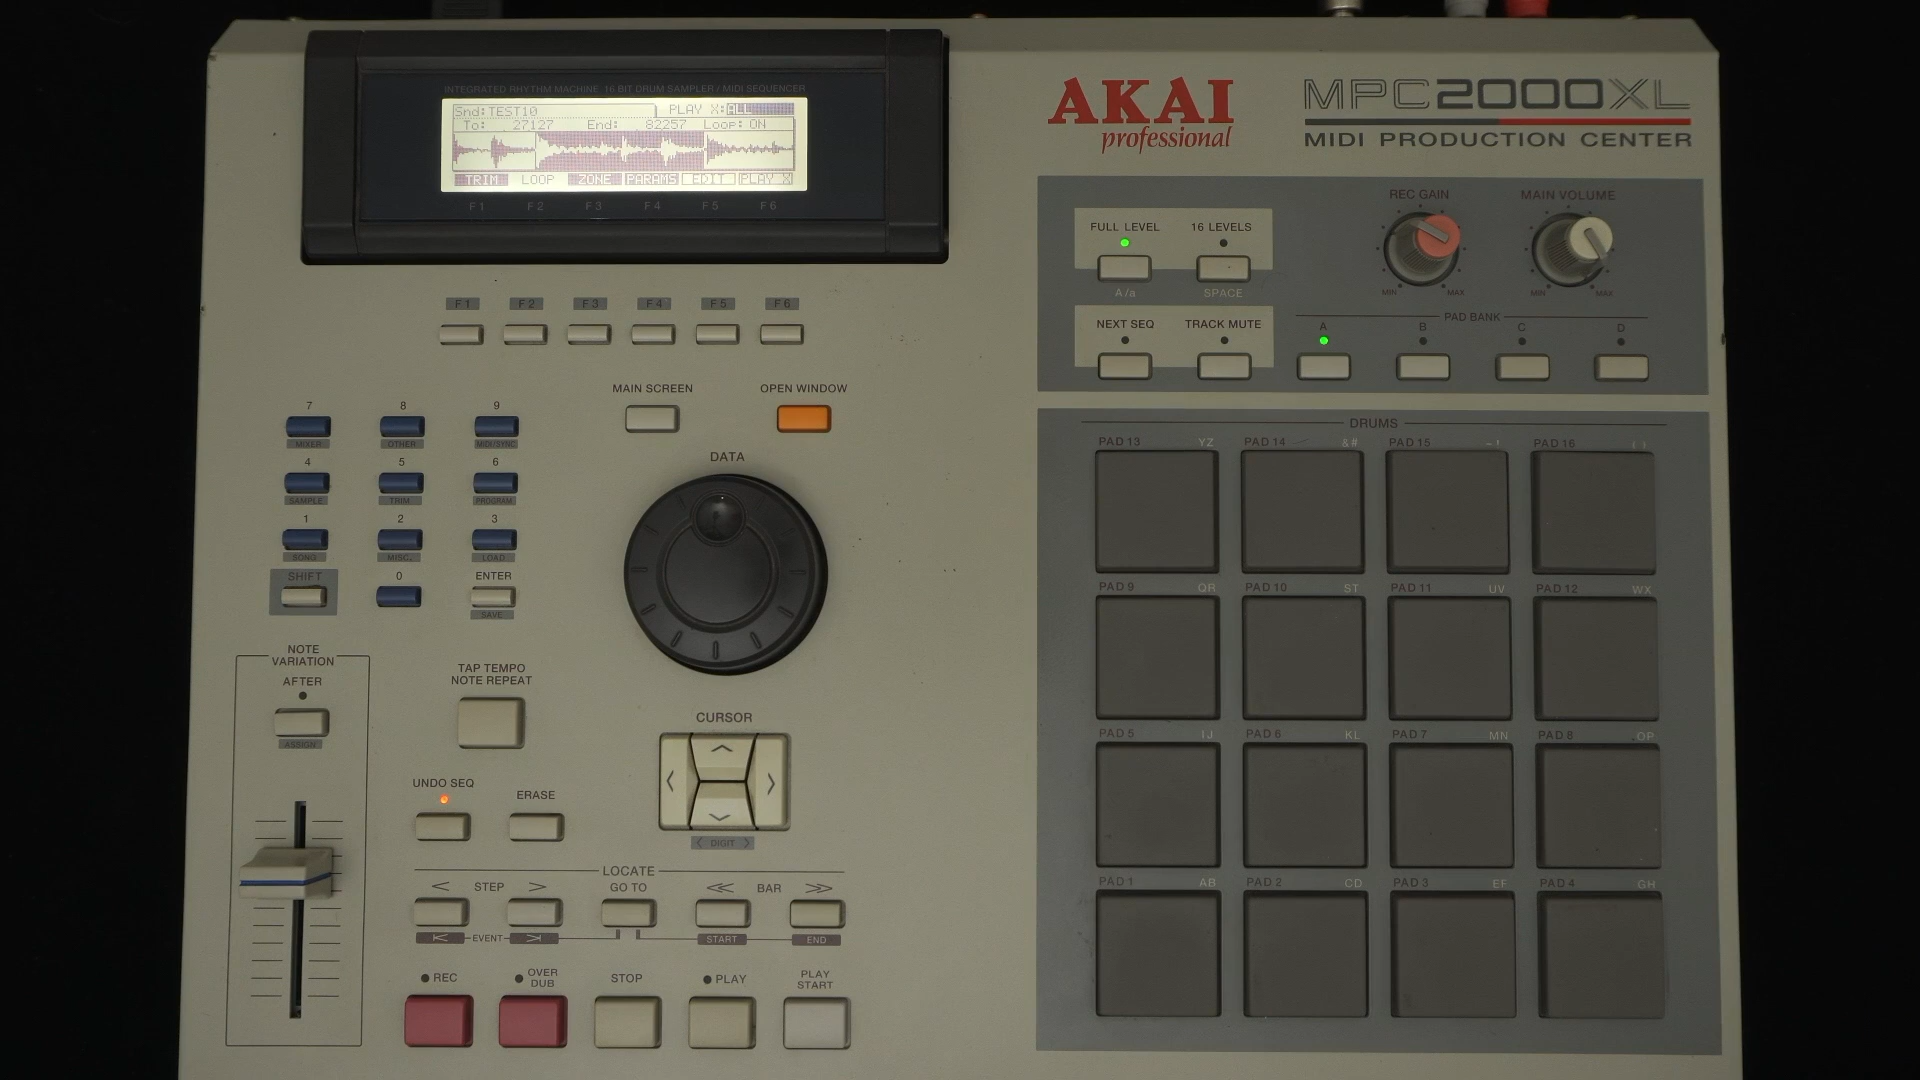 INTEGRATED RHYTHM MACHINE 16 BIT DRUM SAMPLER / MIDI SEQUENCER
Snd:TEST10 PLAY X:ALL
To: 27127 End: 82257 Loop: ON
TRIM LOOP ZONE PARAMS EDIT PLAY X
F1 F2 F3 F4 F5 F6
AKAI
professional
MPC2000XL
MIDI PRODUCTION CENTER
F1 F2 F3 F4 F5 F6
REC GAIN MAIN VOLUME
MIN MAX MIN MAX
FULL LEVEL 16 LEVELS
A/a SPACE
NEXT SEQ TRACK MUTE
PAD BANK
A B C D
MAIN SCREEN OPEN WINDOW
DATA
7 8 9
MIXER OTHER MIDI/SYNC
4 5 6
SAMPLE TRIM PROGRAM
1 2 3
SONG MISC. LOAD
SHIFT 0 ENTER
SAVE
NOTE
VARIATION
AFTER
ASSIGN
TAP TEMPO
NOTE REPEAT
CURSOR
< DIGIT >
UNDO SEQ ERASE
LOCATE
< STEP > GO TO << BAR >>
EVENT START END
REC OVER
DUB STOP PLAY PLAY
START
DRUMS
PAD 13 YZ PAD 14 &# PAD 15 -! PAD 16 ( )
PAD 9 QR PAD 10 ST PAD 11 UV PAD 12 WX
PAD 5 IJ PAD 6 KL PAD 7 MN PAD 8 OP
PAD 1 AB PAD 2 CD PAD 3 EF PAD 4 GH